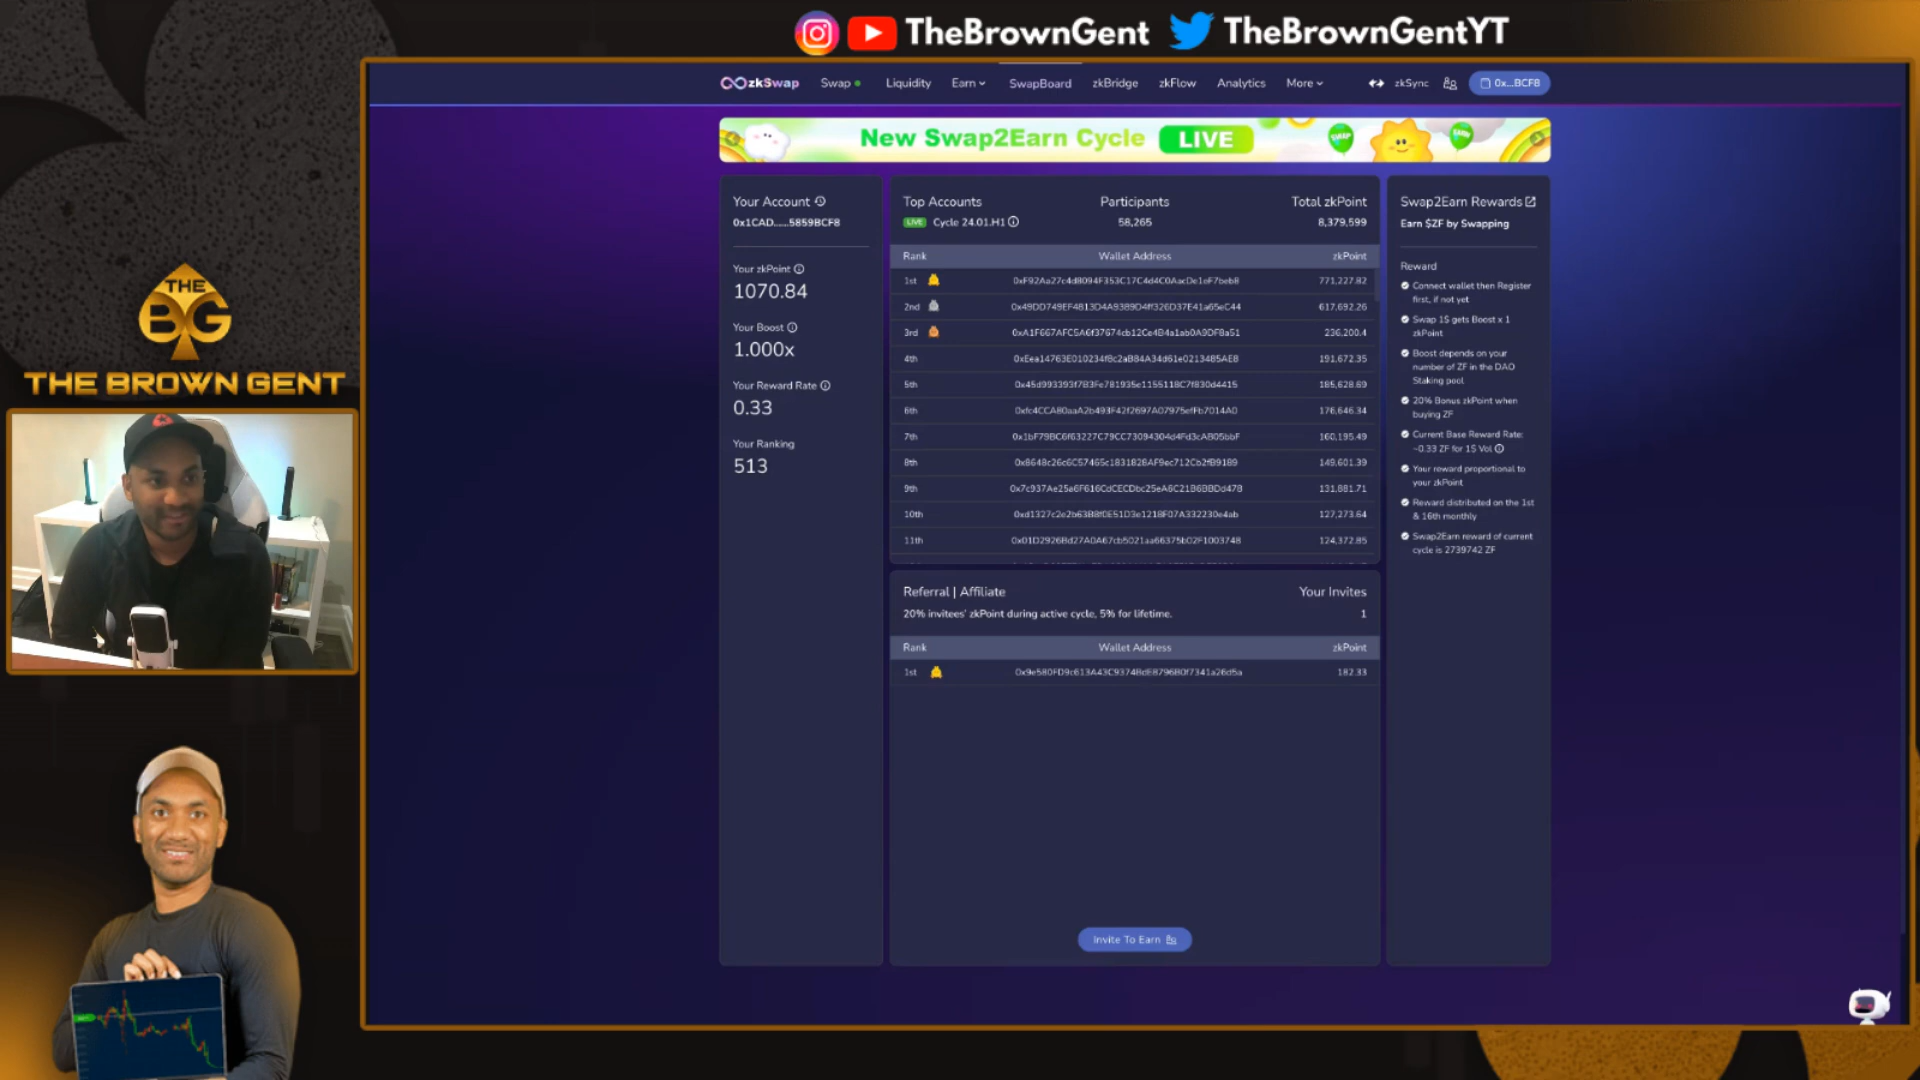 TheBrownGent TheBrownGentYT
zkSwap Swap Liquidity Earn SwapBoard zkBridge zkFlow Analytics More zkSync 0x...BCF8
New Swap2Earn Cycle LIVE
SWAP EARN
THE
BG
THE BROWN GENT
Your Account
0x1CAD......5859BCF8
Your zkPoint
1070.84
Your Boost
1.000x
Your Reward Rate
0.33
Your Ranking
513
Top Accounts Participants Total zkPoint
LIVE Cycle 24.01.H1 58,265 8,379,599
Rank Wallet Address zkPoint
1st 771,227.82
2nd 617,692.26
3rd 236,200.4
4th 191,672.35
5th 185,628.69
6th 176,646.34
7th 160,195.49
8th 149,601.39
9th 131,881.71
10th 127,273.64
11th 124,372.85
Referral | Affiliate Your Invites
20% invitees' zkPoint during active cycle, 5% for lifetime. 1
Rank Wallet Address zkPoint
1st 182.33
Invite To Earn
Swap2Earn Rewards
Earn $ZF by Swapping
Reward
Connect wallet then Register
first, if not yet
Swap 1$ gets Boost x 1
zkPoint
Boost depends on your
number of ZF in the DAO
Staking pool
20% Bonus zkPoint when
buying ZF
Current Base Reward Rate:
~0.33 ZF for 1$ Vol
Your reward proportional to
your zkPoint
Reward distributed on the 1st
& 16th monthly
Swap2Earn reward of current
cycle is 2739742 ZF